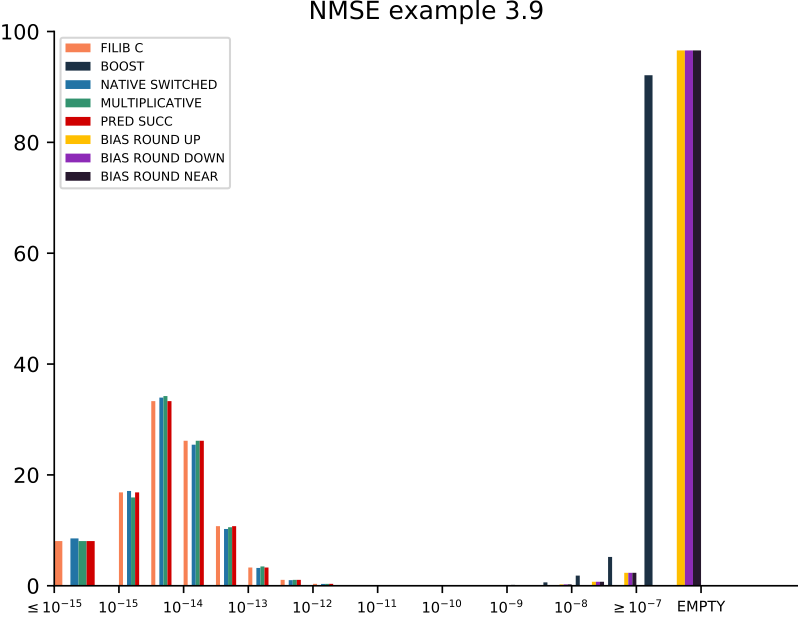 NMSE example 3.9
100
80
60
40
20
0
FILIB C
BOOST
NATIVE SWITCHED
MULTIPLICATIVE
PRED SUCC
BIAS ROUND UP
BIAS ROUND DOWN
BIAS ROUND NEAR
≤ 10⁻¹⁵ 10⁻¹⁵ 10⁻¹⁴ 10⁻¹³ 10⁻¹² 10⁻¹¹ 10⁻¹⁰ 10⁻⁹ 10⁻⁸ ≥ 10⁻⁷ EMPTY